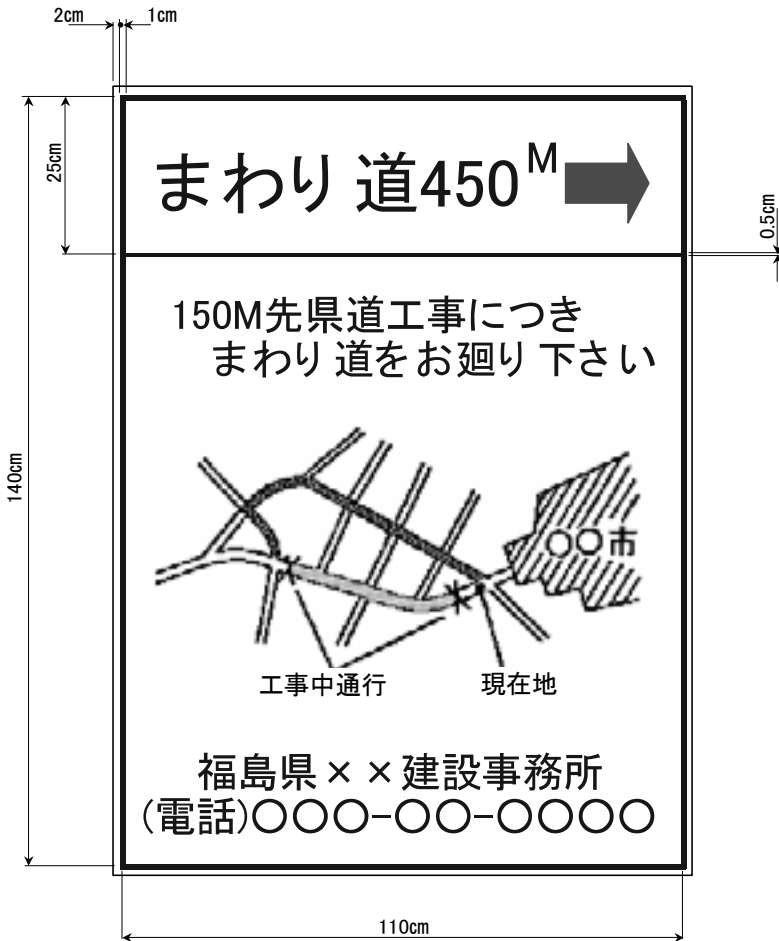 2cm
1cm
25cm
まわり道450M
0.5cm
150M先県道工事につき
まわり道をお廻り下さい
140cm
○○市
工事中通行
現在地
福島県××建設事務所
(電話)○○○-○○-○○○○
110cm